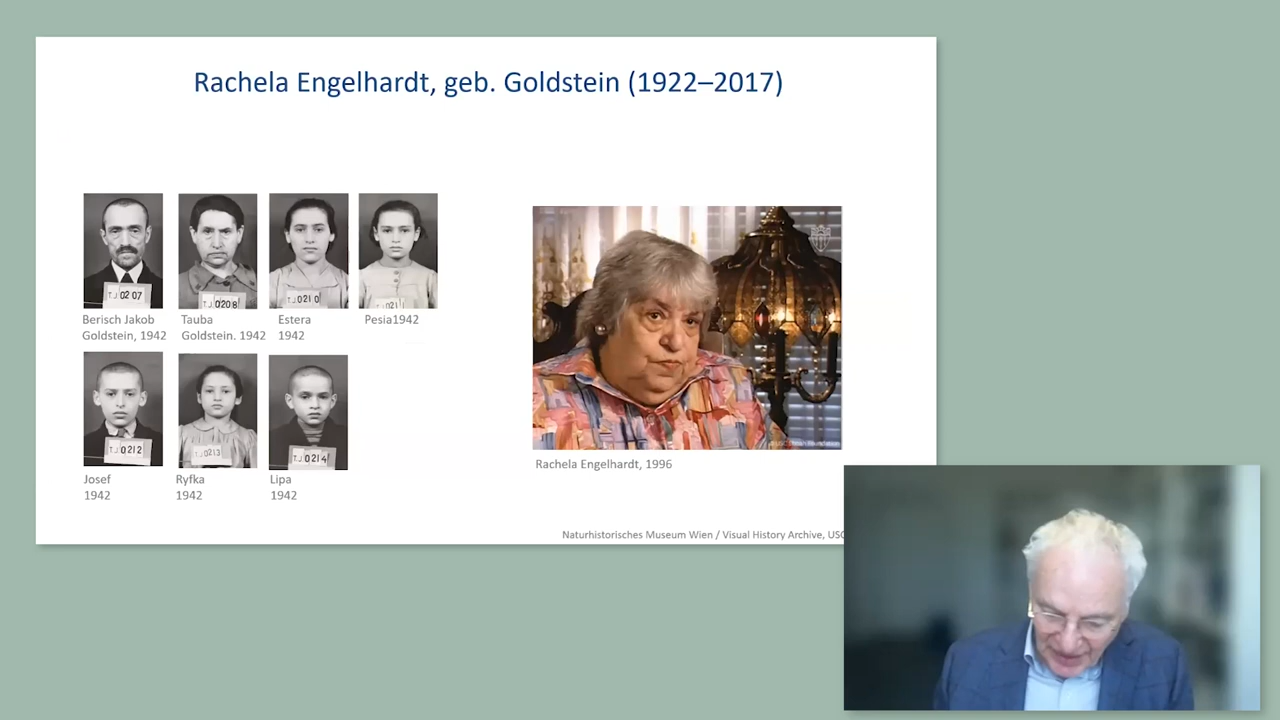 Rachela Engelhardt, geb. Goldstein (1922–2017)
TJ 0207
TJ 0208
TJ 0210
TJ 0211
Berisch Jakob
Goldstein, 1942
Tauba
Goldstein. 1942
Estera
1942
Pesia1942
TJ 0212
TJ 0213
TJ 0214
Josef
1942
Ryfka
1942
Lipa
1942
Rachela Engelhardt, 1996
Naturhistorisches Museum Wien / Visual History Archive, USC